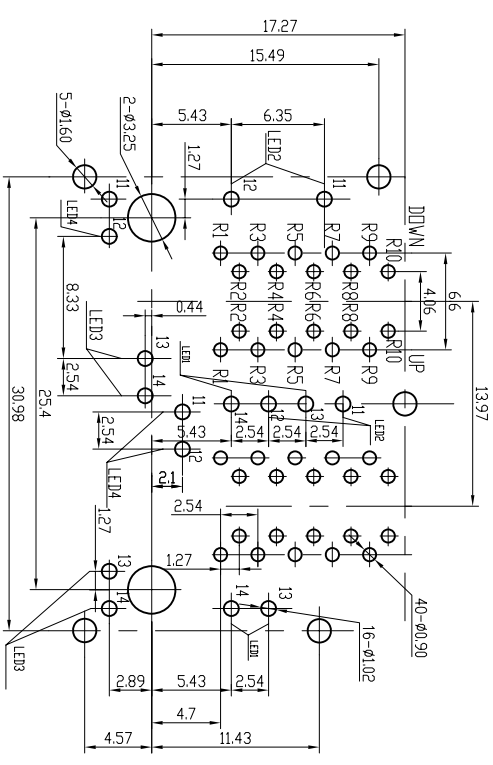 17.27
15.49
5.43
6.35
5-ø1.60
2-ø3.25
1.27
LED2
11
12
12
11
LED4
DOWN
R1
R3
R5
R7
R9
R10
R2
R4
R6
R8
R2
R4
R6
R8
R10
UP
4.06
6.6
R1
R3
R5
R7
R9
13.97
8.33
0.44
LED3
LED1
13
14
2.54
11
14
12
13
11
LED2
25.4
30.98
2.54
5.43
2.54
2.54
2.54
12
LED4
2.1
2.54
1.27
1.27
13
14
14
13
40-ø0.90
16-ø1.02
LED3
LED1
2.89
5.43
2.54
4.7
4.57
11.43